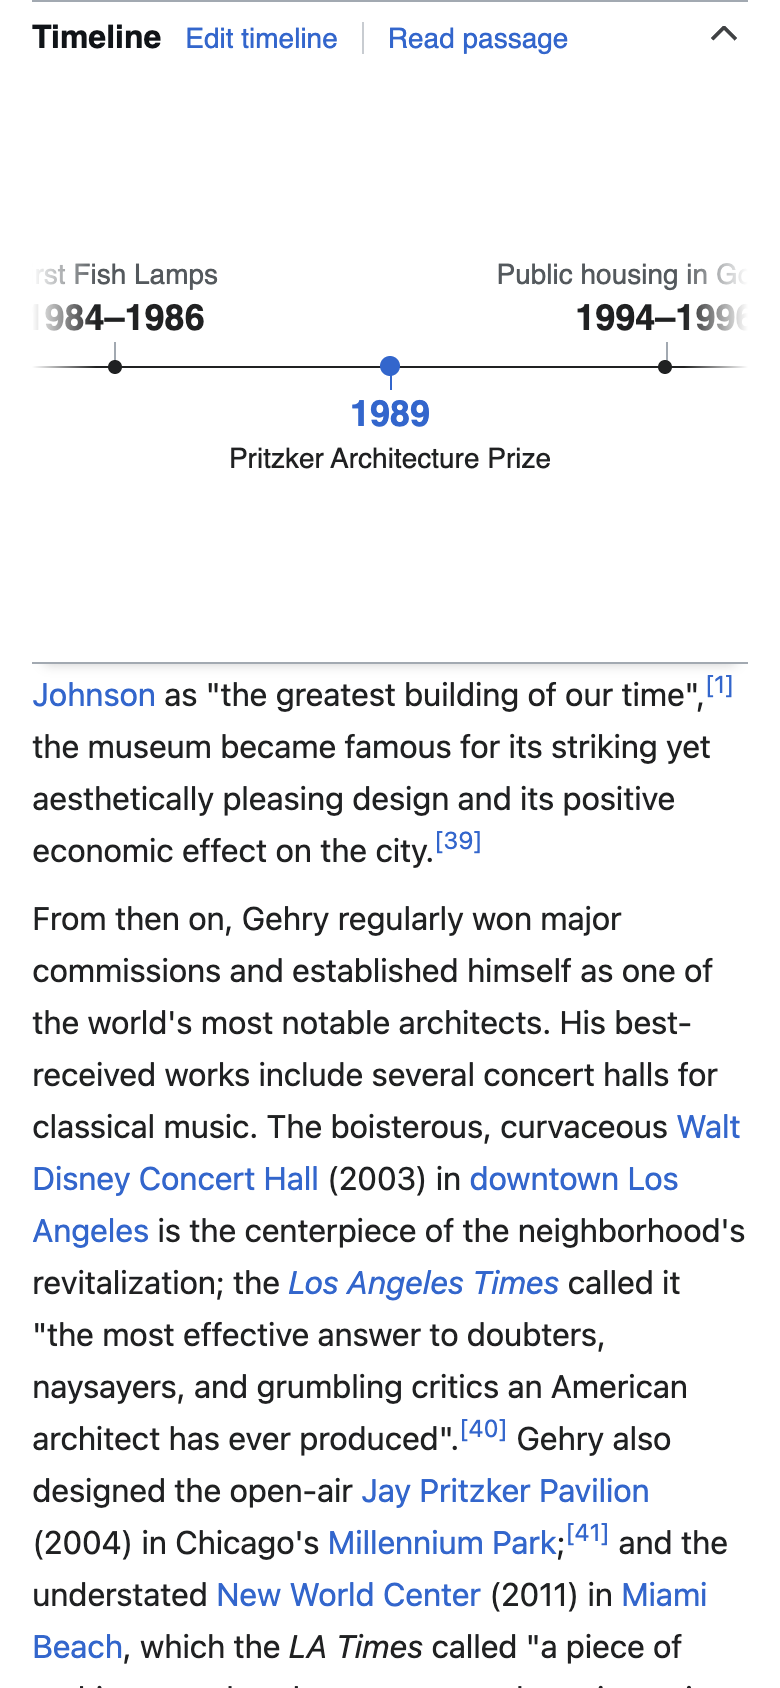 Timeline Edit timeline Read passage
Fish Lamps Public housing in
1984–1986 1994–1996
1989
Pritzker Architecture Prize
Johnson as "the greatest building of our time",[1]
the museum became famous for its striking yet
aesthetically pleasing design and its positive
economic effect on the city.[39]
From then on, Gehry regularly won major
commissions and established himself as one of
the world's most notable architects. His best-
received works include several concert halls for
classical music. The boisterous, curvaceous Walt
Disney Concert Hall (2003) in downtown Los
Angeles is the centerpiece of the neighborhood's
revitalization; the Los Angeles Times called it
"the most effective answer to doubters,
naysayers, and grumbling critics an American
architect has ever produced".[40] Gehry also
designed the open-air Jay Pritzker Pavilion
(2004) in Chicago's Millennium Park;[41] and the
understated New World Center (2011) in Miami
Beach, which the LA Times called "a piece of